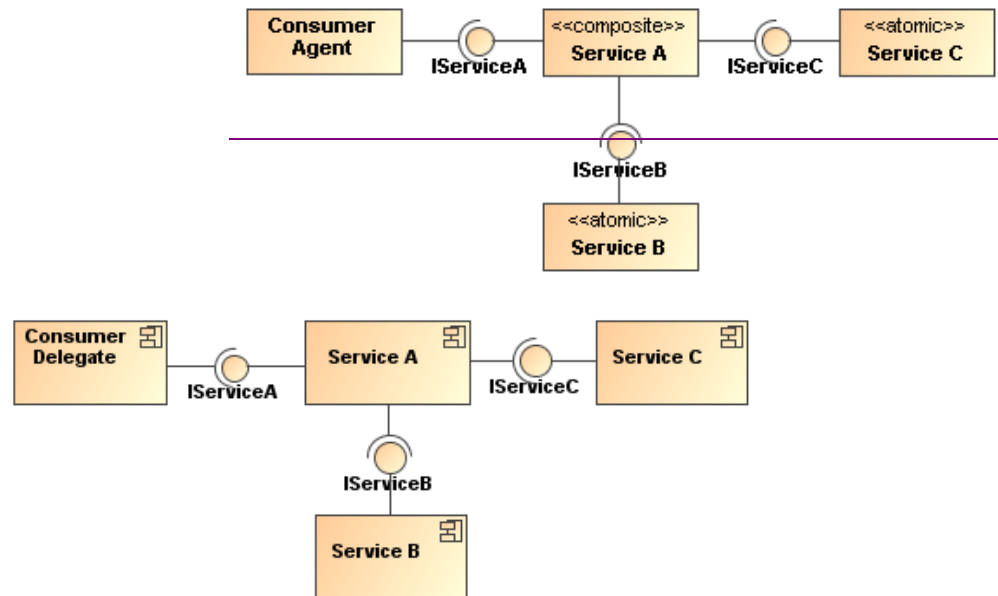 Consumer
Agent
IServiceA
<<composite>>
Service A
IServiceC
<<atomic>>
Service C
IServiceB
<<atomic>>
Service B
Consumer
Delegate
IServiceA
Service A
IServiceC
Service C
IServiceB
Service B